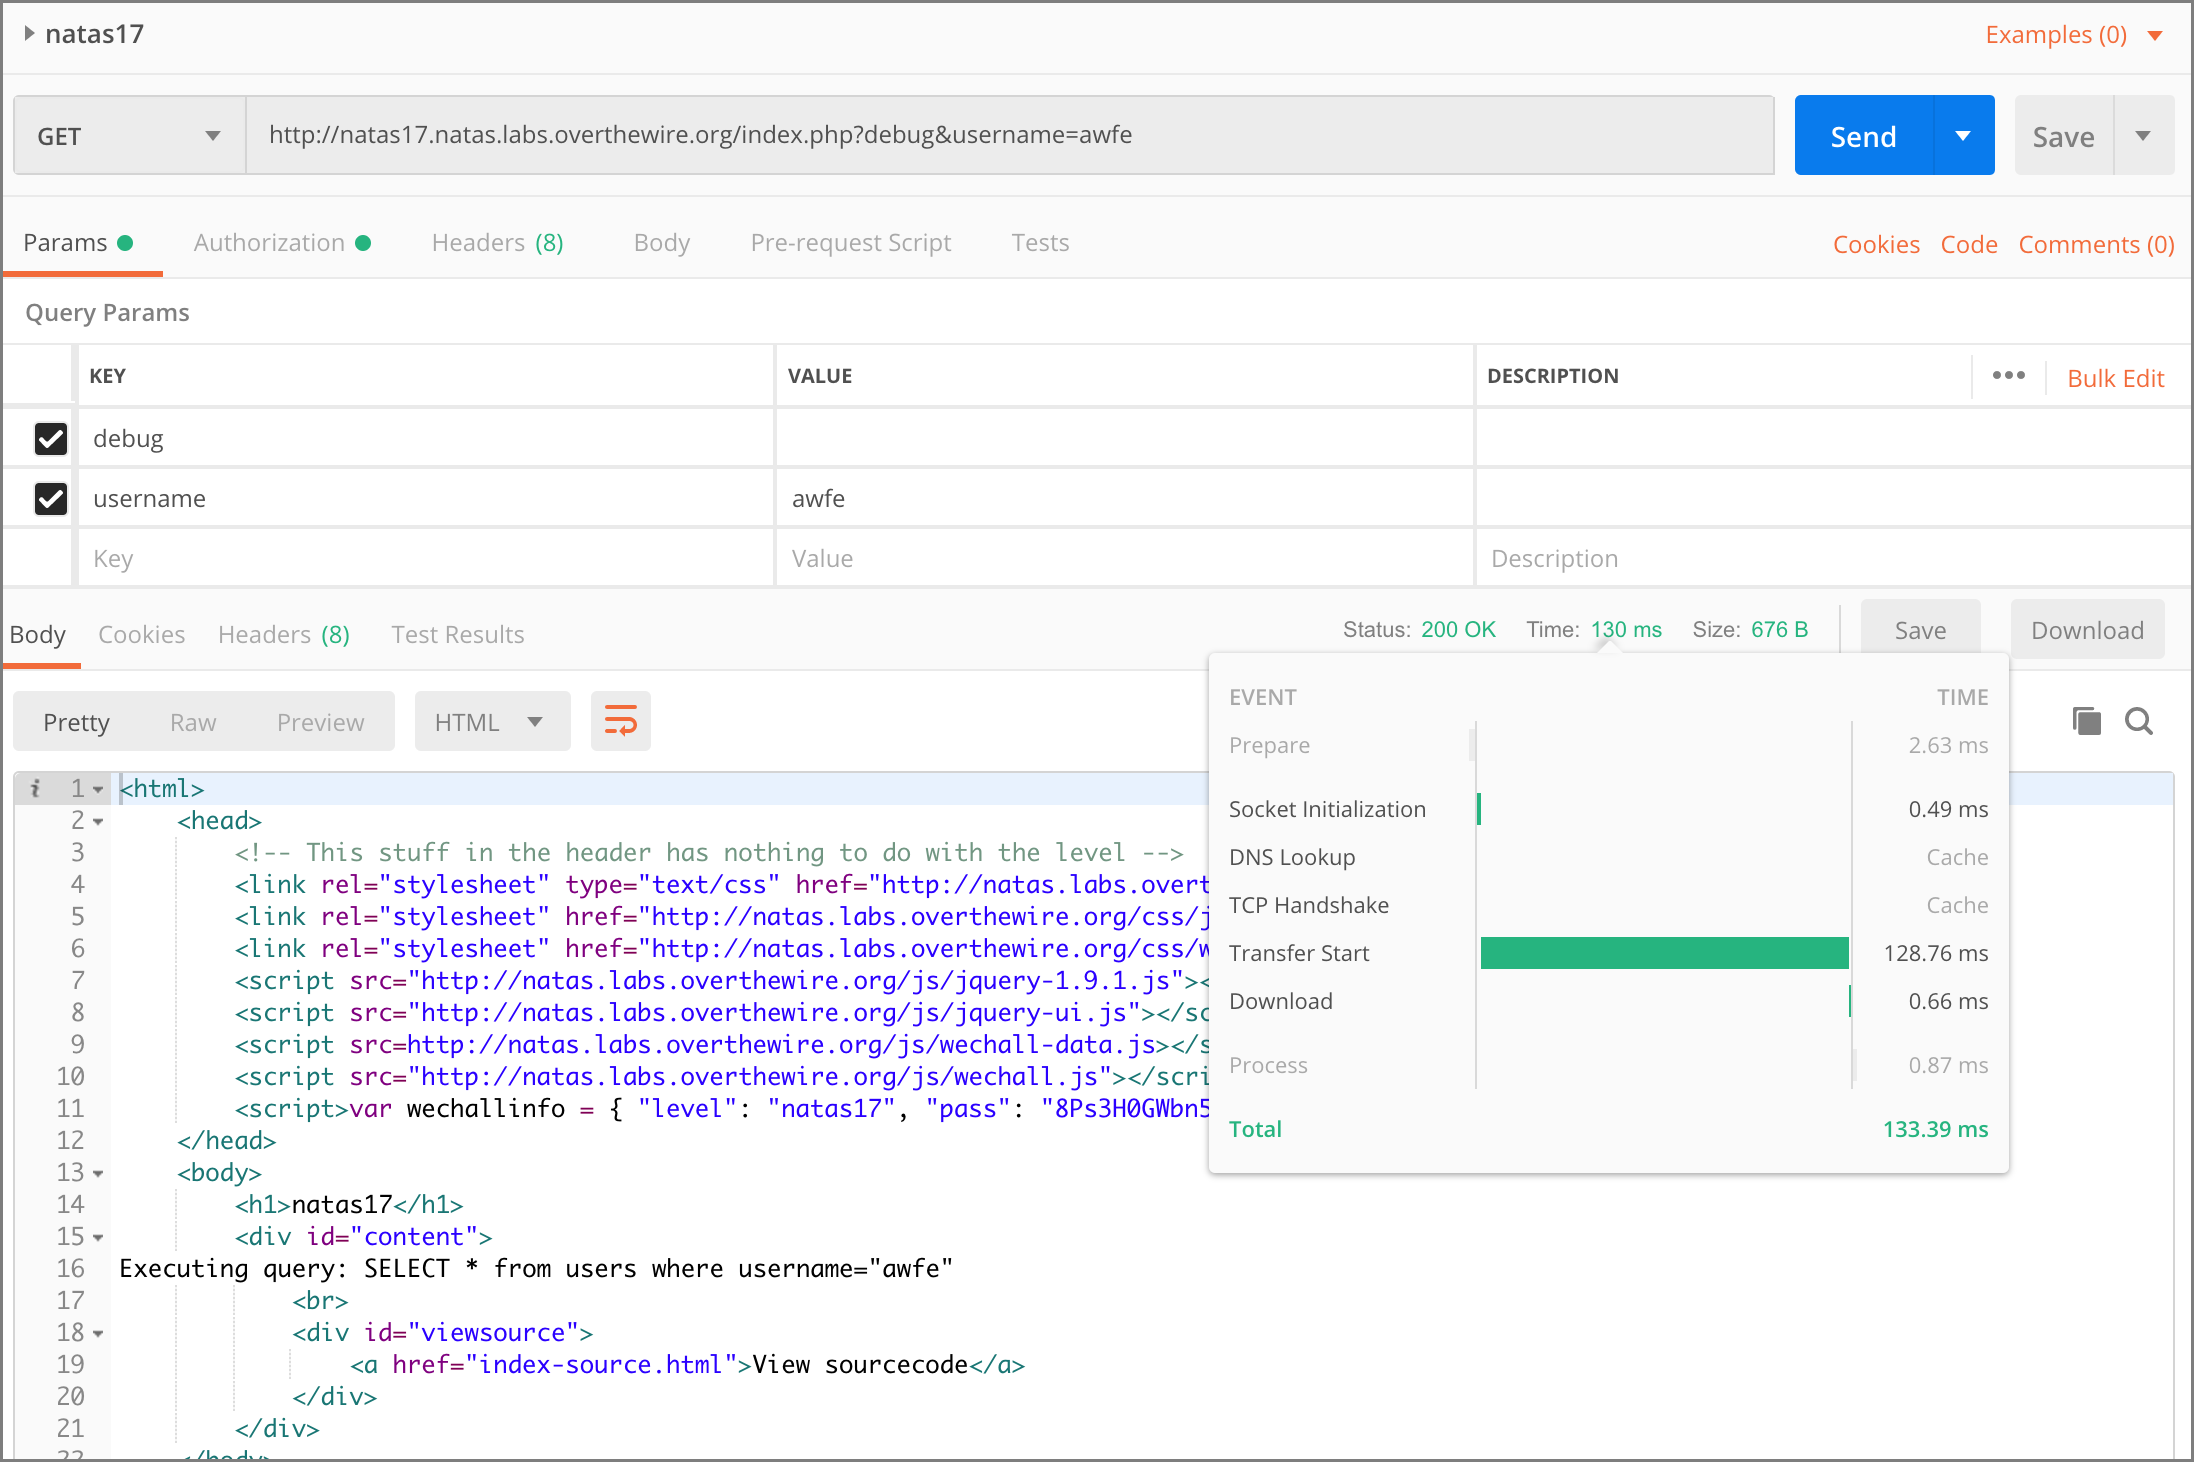 natas17
Examples (0)
GET
http://natas17.natas.labs.overthewire.org/index.php?debug&username=awfe
Send
Save
Params
Authorization
Headers (8)
Body
Pre-request Script
Tests
Cookies
Code
Comments (0)
Query Params
KEY
VALUE
DESCRIPTION
Bulk Edit
debug
username
awfe
Key
Value
Description
Body
Cookies
Headers (8)
Test Results
Status: 200 OK
Time: 130 ms
Size: 676 B
Save
Download
Pretty
Raw
Preview
HTML
EVENT TIME
Prepare 2.63 ms
Socket Initialization 0.49 ms
DNS Lookup Cache
TCP Handshake Cache
Transfer Start 128.76 ms
Download 0.66 ms
Process 0.87 ms
Total 133.39 ms
i 1 <html>
2 <head>
3 <!-- This stuff in the header has nothing to do with the level -->
4 <link rel="stylesheet" type="text/css" href="http://natas.labs.overt
5 <link rel="stylesheet" href="http://natas.labs.overthewire.org/css/j
6 <link rel="stylesheet" href="http://natas.labs.overthewire.org/css/w
7 <script src="http://natas.labs.overthewire.org/js/jquery-1.9.1.js"><
8 <script src="http://natas.labs.overthewire.org/js/jquery-ui.js"></sc
9 <script src=http://natas.labs.overthewire.org/js/wechall-data.js></s
10 <script src="http://natas.labs.overthewire.org/js/wechall.js"></scri
11 <script>var wechallinfo = { "level": "natas17", "pass": "8Ps3H0GWbn5
12 </head>
13 <body>
14 <h1>natas17</h1>
15 <div id="content">
16 Executing query: SELECT * from users where username="awfe"
17 <br>
18 <div id="viewsource">
19 <a href="index-source.html">View sourcecode</a>
20 </div>
21 </div>
22 </body>